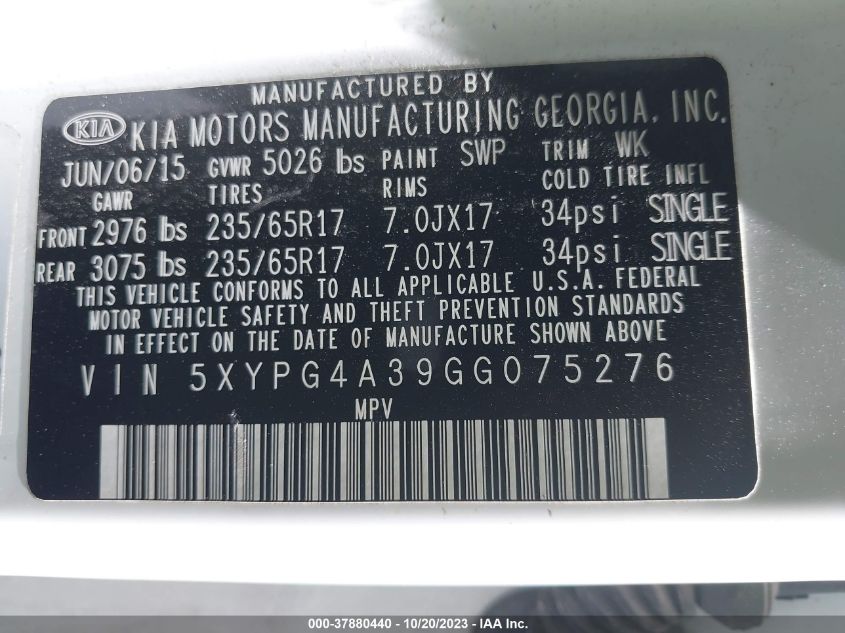 MANUFACTURED BY
KIA KIA MOTORS MANUFACTURING GEORGIA, INC.
JUN/06/15 GVWR 5026 lbs PAINT SWP TRIM WK
GAWR TIRES RIMS COLD TIRE INFL
FRONT 2976 lbs 235/65R17 7.0JX17 34psi SINGLE
REAR 3075 lbs 235/65R17 7.0JX17 34psi SINGLE
THIS VEHICLE CONFORMS TO ALL APPLICABLE U.S.A. FEDERAL
MOTOR VEHICLE SAFETY AND THEFT PREVENTION STANDARDS
IN EFFECT ON THE DATE OF MANUFACTURE SHOWN ABOVE
VIN 5XYPG4A39GG075276
MPV
000-37880440 - 10/20/2023 - IAA Inc.